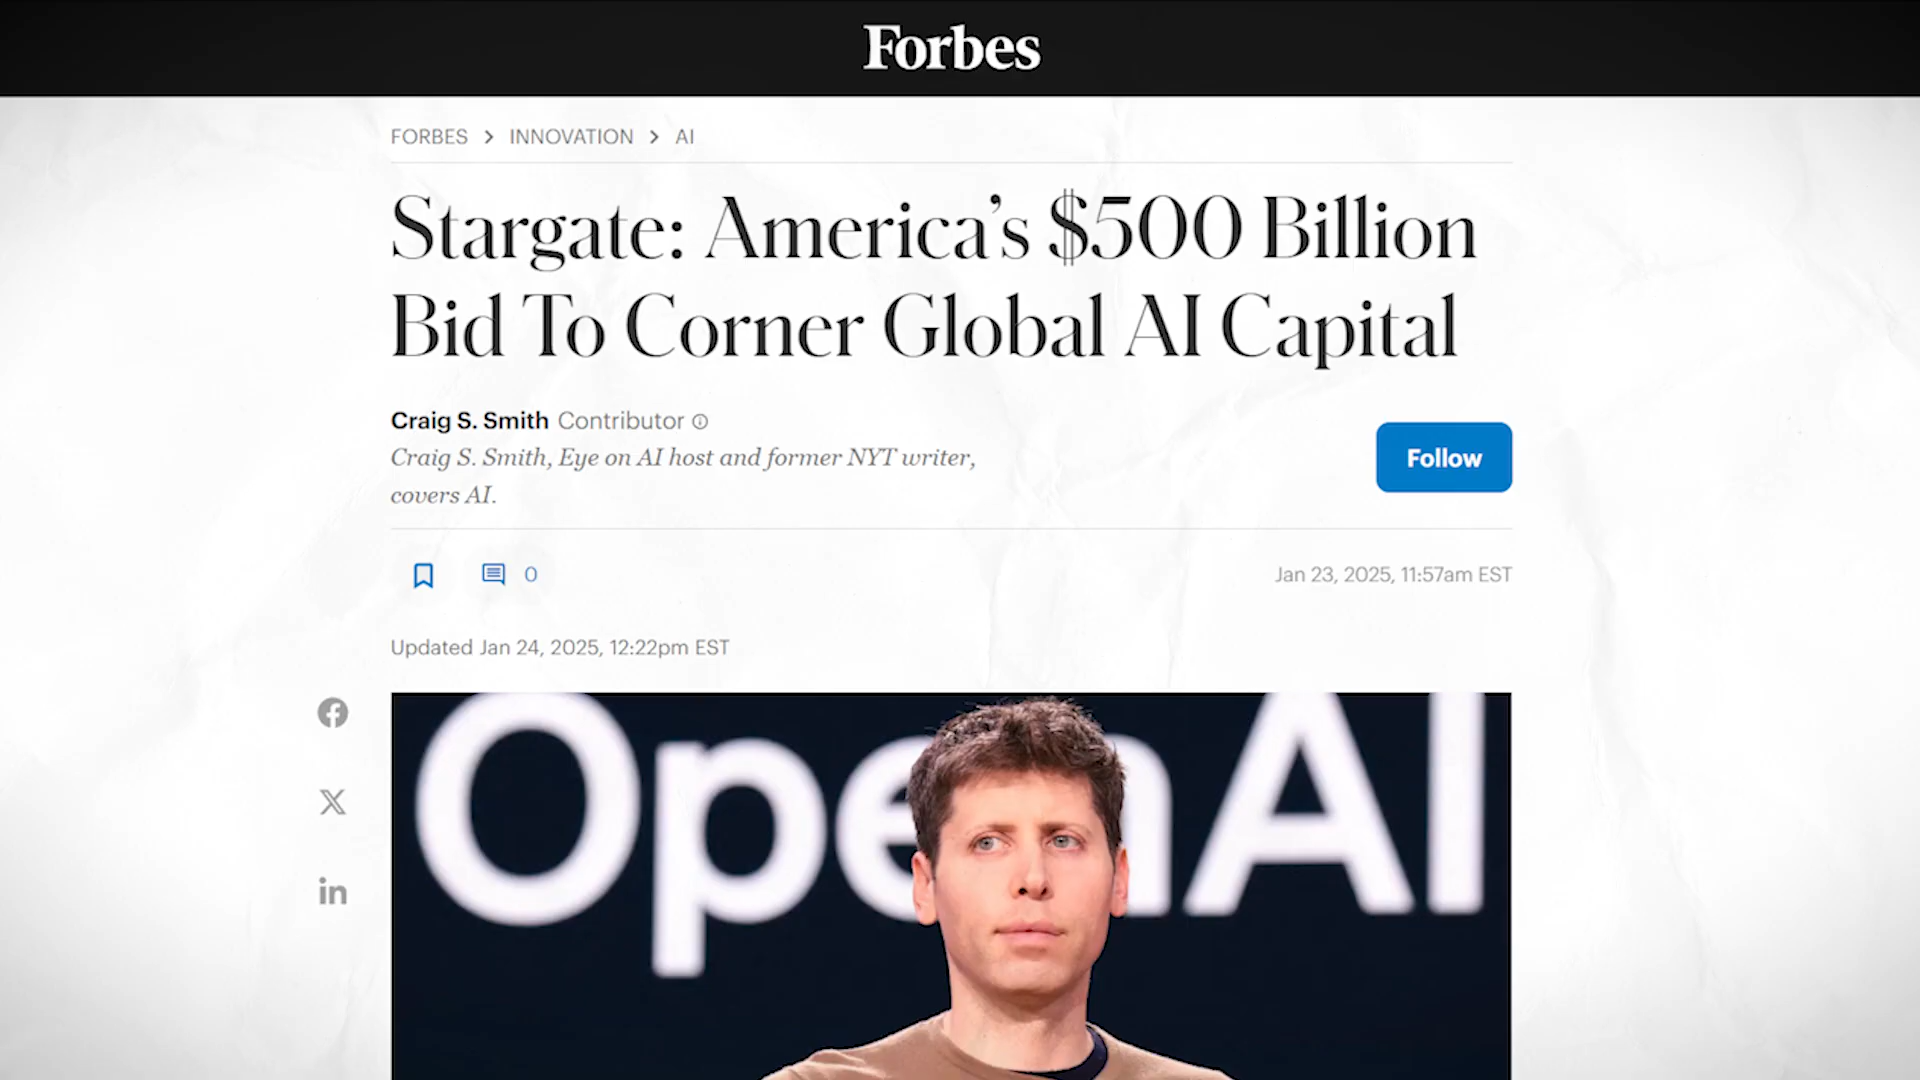 Forbes
FORBES > INNOVATION > AI
Stargate: America’s $500 Billion
Bid To Corner Global AI Capital
Craig S. Smith Contributor
Craig S. Smith, Eye on AI host and former NYT writer,
covers AI.
Follow
0
Jan 23, 2025, 11:57am EST
Updated Jan 24, 2025, 12:22pm EST
OpenAI